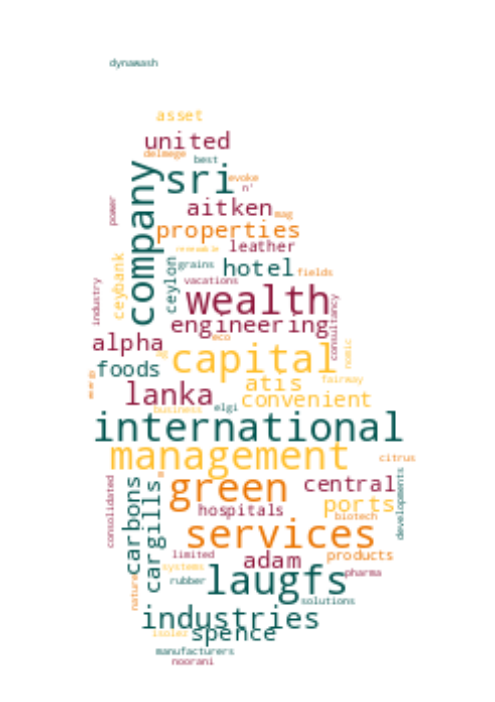 dynawash
asset
united
delmege
best
company
sri
evoke
n'
power
aitken
mag
properties
leather
renewable
grains
hotel
fields
ceybank
ceylon
vacations
industry
wealth
consultancy
engineering
eco
alpha
nomic
ag
capital
foods
energy
atis
fairway
lanka
convenient
business
elgi
international
management
citrus
consolidated
carbons
cargills
green
central
developments
ports
hospitals
biotech
services
limited
adam
products
systems
pharma
rubber
laugfs
nature
solutions
industries
isolez
spence
manufacturers
noorani